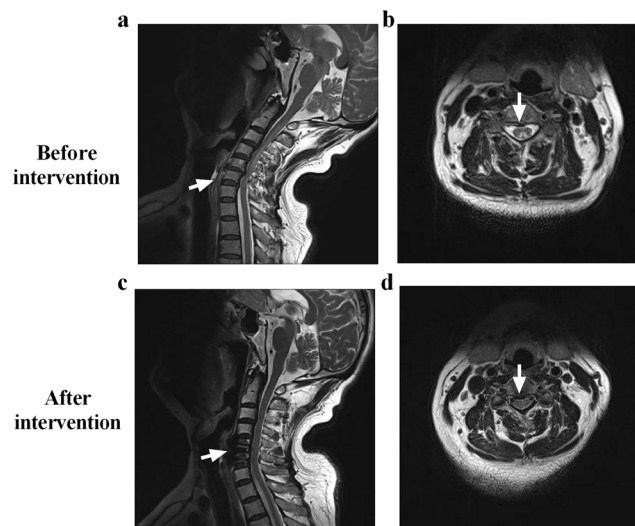 a
b
Before
intervention
c
d
After
intervention